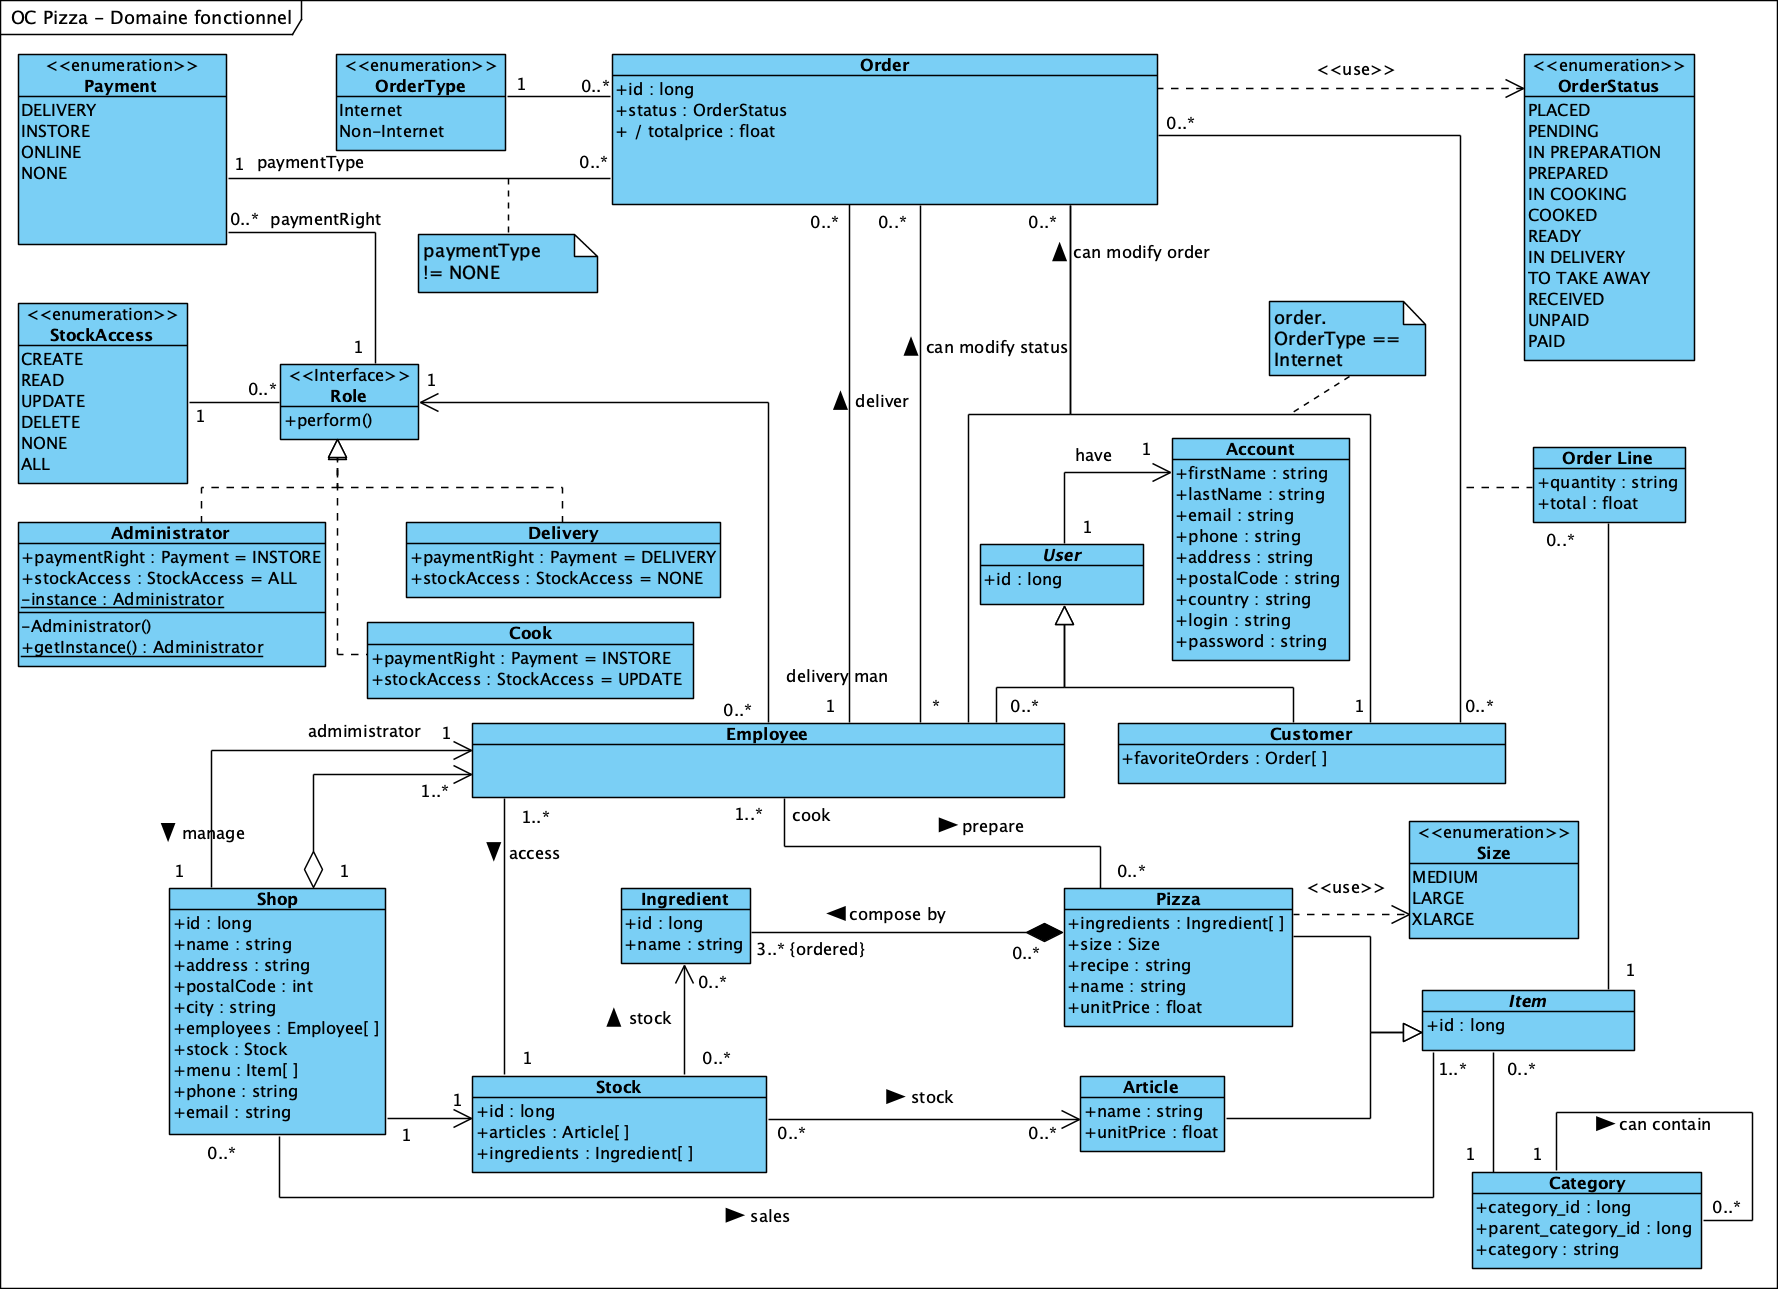 OC Pizza - Domaine fonctionnel
<<enumeration>>
Payment
DELIVERY
INSTORE
ONLINE
NONE
<<enumeration>>
OrderType
Internet
Non-Internet
1
0..*
Order
+id : long
+status : OrderStatus
+ / totalprice : float
<<use>>
<<enumeration>>
OrderStatus
PLACED
PENDING
IN PREPARATION
PREPARED
IN COOKING
COOKED
READY
IN DELIVERY
TO TAKE AWAY
RECEIVED
UNPAID
PAID
1
paymentType
0..*
0..*
paymentRight
paymentType
!= NONE
0..*
0..*
0..*
0..*
can modify order
can modify status
deliver
order.
OrderType ==
Internet
<<enumeration>>
StockAccess
CREATE
READ
UPDATE
DELETE
NONE
ALL
1
0..*
1
<<Interface>>
Role
+perform()
1
Administrator
+paymentRight : Payment = INSTORE
+stockAccess : StockAccess = ALL
-instance : Administrator
-Administrator()
+getInstance() : Administrator
Delivery
+paymentRight : Payment = DELIVERY
+stockAccess : StockAccess = NONE
Cook
+paymentRight : Payment = INSTORE
+stockAccess : StockAccess = UPDATE
have
1
1
Account
+firstName : string
+lastName : string
+email : string
+phone : string
+address : string
+postalCode : string
+country : string
+login : string
+password : string
User
+id : long
Order Line
+quantity : string
+total : float
0..*
delivery man
0..*
1
*
0..*
1
0..*
admimistrator
1
1..*
Employee
Customer
+favoriteOrders : Order[ ]
manage
1
1
1..*
access
1..*
cook
prepare
0..*
<<enumeration>>
Size
MEDIUM
LARGE
XLARGE
<<use>>
Shop
+id : long
+name : string
+address : string
+postalCode : int
+city : string
+employees : Employee[ ]
+stock : Stock
+menu : Item[ ]
+phone : string
+email : string
Ingredient
+id : long
+name : string
compose by
3..* {ordered}
0..*
Pizza
+ingredients : Ingredient[ ]
+size : Size
+recipe : string
+name : string
+unitPrice : float
1
Item
+id : long
0..*
stock
0..*
1
1
1
Stock
+id : long
+articles : Article[ ]
+ingredients : Ingredient[ ]
stock
0..*
0..*
Article
+name : string
+unitPrice : float
1..*
0..*
0..*
sales
can contain
1
1
0..*
Category
+category_id : long
+parent_category_id : long
+category : string